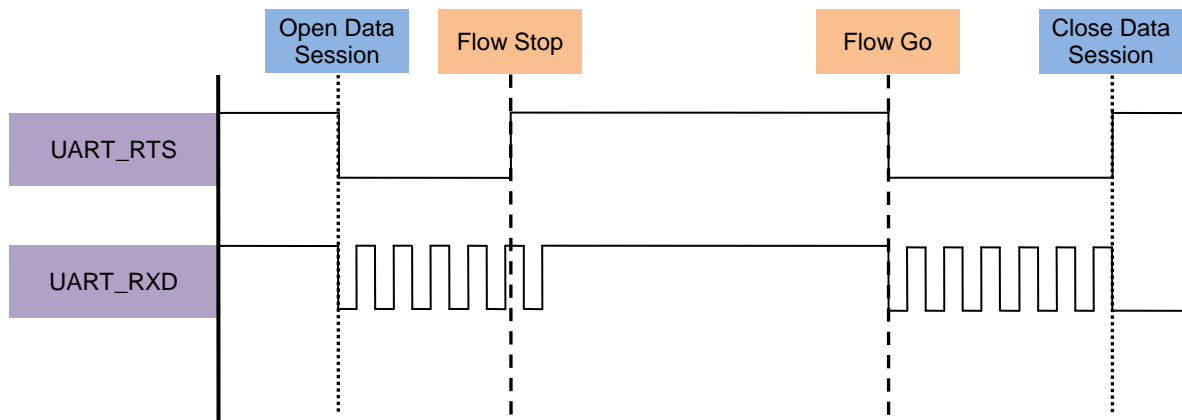 Open Data
Session
Flow Stop
Flow Go
Close Data
Session
UART_RTS
UART_RXD